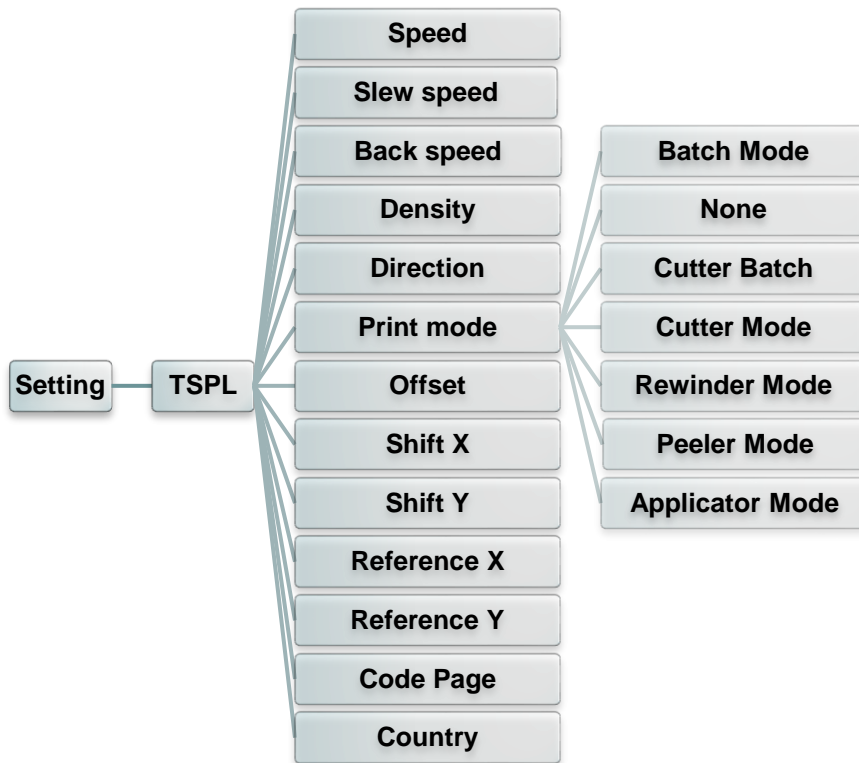 Setting
TSPL
Speed
Slew speed
Back speed
Density
Direction
Print mode
Offset
Shift X
Shift Y
Reference X
Reference Y
Code Page
Country
Batch Mode
None
Cutter Batch
Cutter Mode
Rewinder Mode
Peeler Mode
Applicator Mode